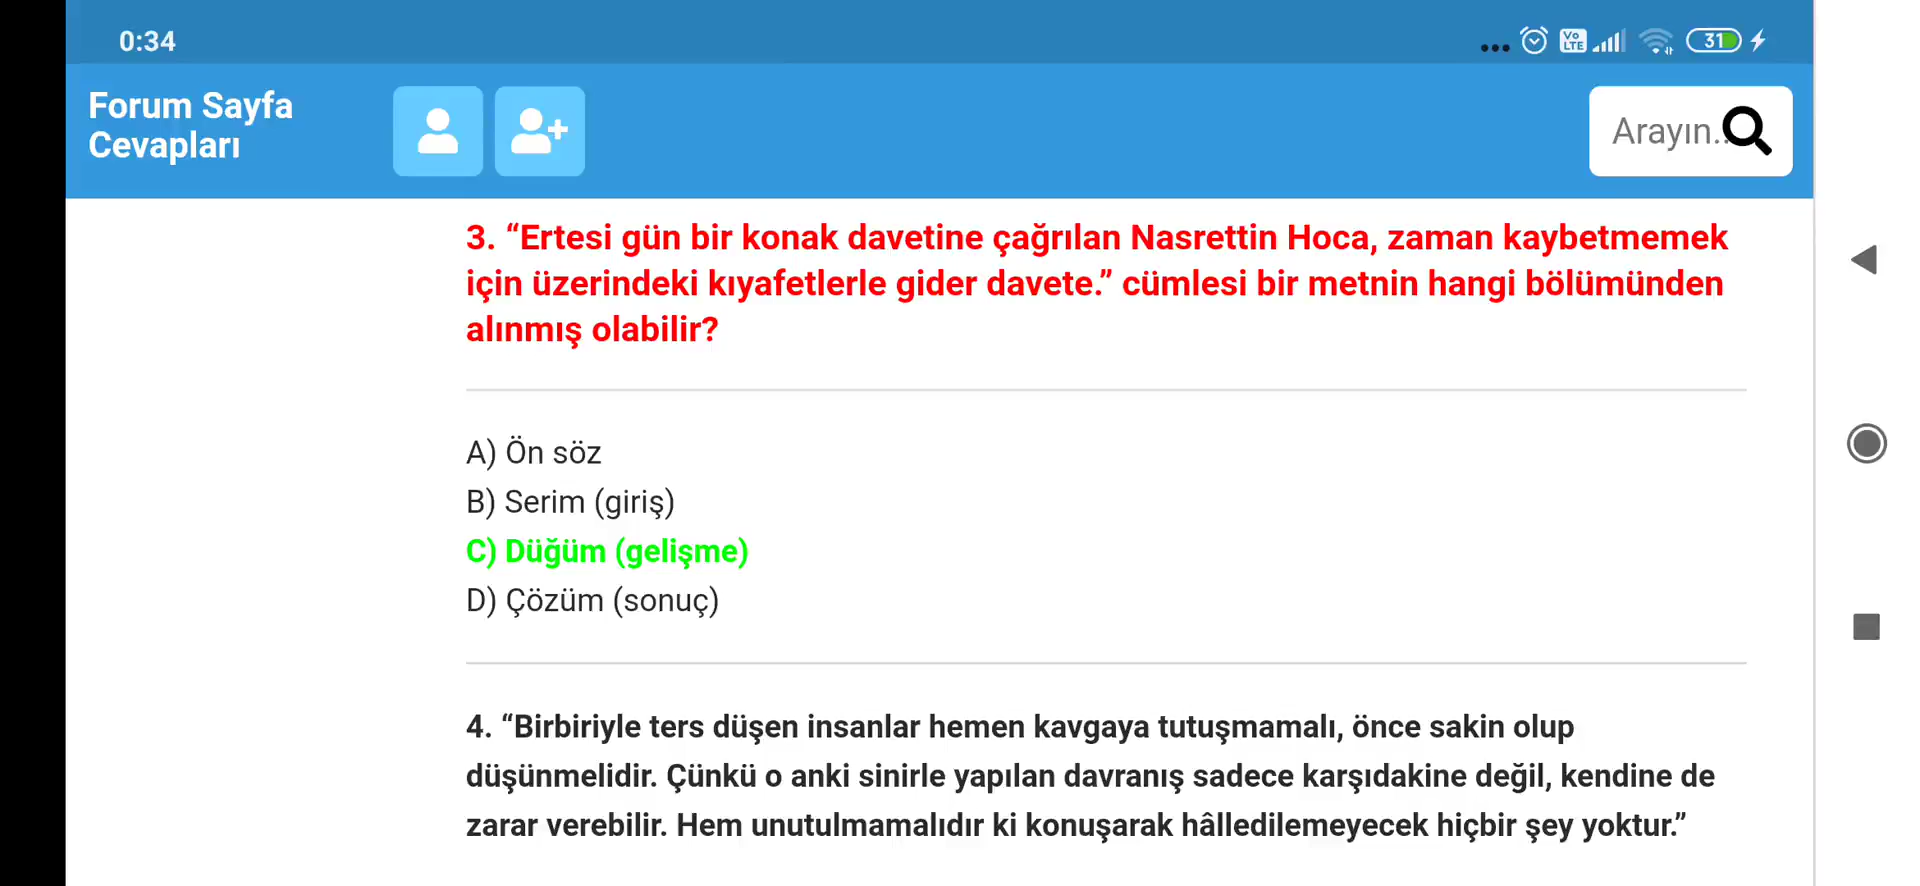 0:34
Vo LTE
31
Forum Sayfa
Cevapları
Arayın..
3. “Ertesi gün bir konak davetine çağrılan Nasrettin Hoca, zaman kaybetmemek
için üzerindeki kıyafetlerle gider davete.” cümlesi bir metnin hangi bölümünden
alınmış olabilir?
A) Ön söz
B) Serim (giriş)
C) Düğüm (gelişme)
D) Çözüm (sonuç)
4. “Birbiriyle ters düşen insanlar hemen kavgaya tutuşmamalı, önce sakin olup
düşünmelidir. Çünkü o anki sinirle yapılan davranış sadece karşıdakine değil, kendine de
zarar verebilir. Hem unutulmamalıdır ki konuşarak hâlledilemeyecek hiçbir şey yoktur.”